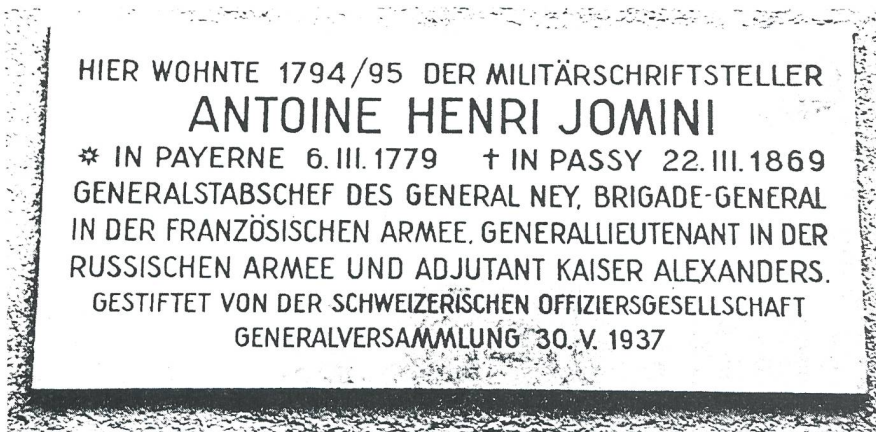 HIER WOHNTE 1794/95 DER MILITÄRSCHRIFTSTELLER
ANTOINE HENRI JOMINI
✲ IN PAYERNE 6.III.1779 † IN PASSY 22.III.1869
GENERALSTABSCHEF DES GENERAL NEY, BRIGADE-GENERAL
IN DER FRANZÖSISCHEN ARMEE, GENERALLIEUTENANT IN DER
RUSSISCHEN ARMEE UND ADJUTANT KAISER ALEXANDERS.
GESTIFTET VON DER SCHWEIZERISCHEN OFFIZIERSGESELLSCHAFT
GENERALVERSAMMLUNG 30.V. 1937